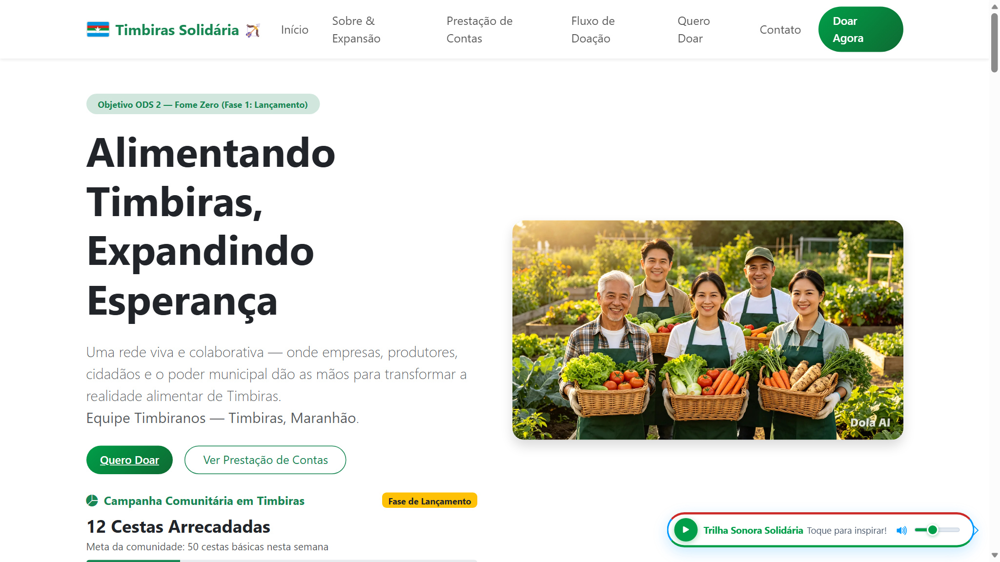 Timbiras Solidária
Início
Sobre &
Expansão
Prestação de
Contas
Fluxo de
Doação
Quero
Doar
Contato
Doar
Agora
Objetivo ODS 2 — Fome Zero (Fase 1: Lançamento)
Alimentando
Timbiras,
Expandindo
Esperança
Uma rede viva e colaborativa — onde empresas, produtores,
cidadãos e o poder municipal dão as mãos para transformar a
realidade alimentar de Timbiras.
Equipe Timbiranos — Timbiras, Maranhão.
Quero Doar
Ver Prestação de Contas
Campanha Comunitária em Timbiras
Fase de Lançamento
12 Cestas Arrecadadas
Meta da comunidade: 50 cestas básicas nesta semana
Dola AI
Trilha Sonora Solidária Toque para inspirar!